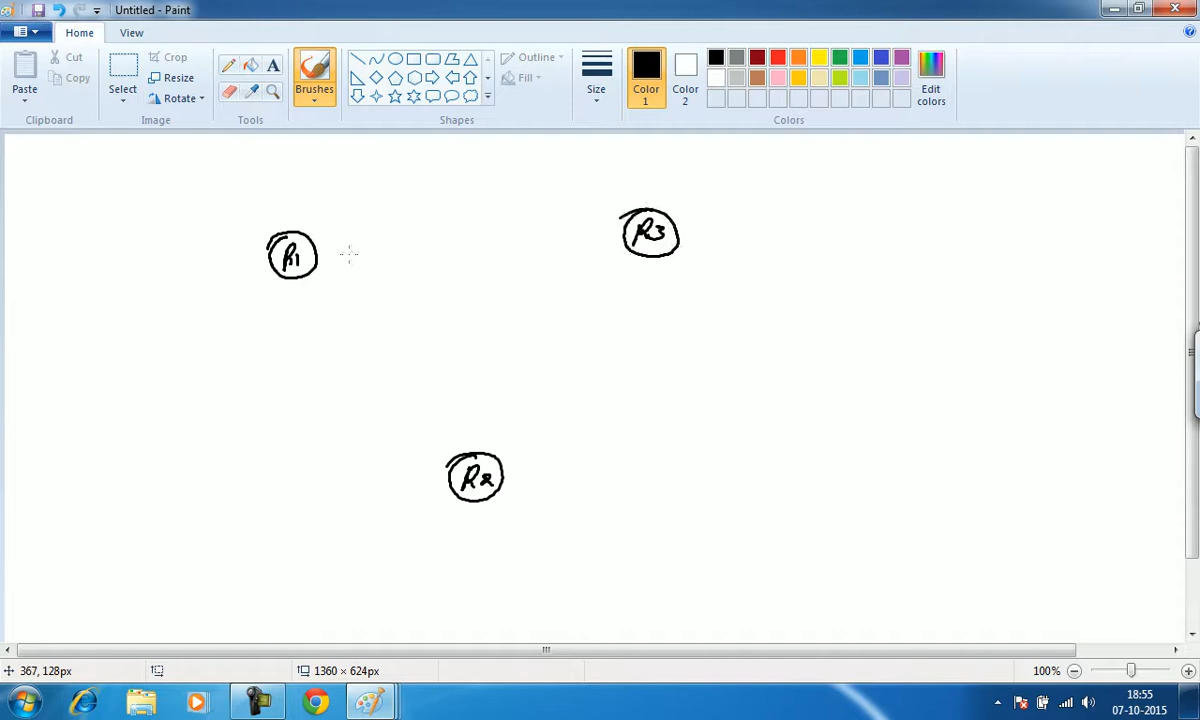 Untitled - Paint
Home
View
Paste
Cut
Copy
Clipboard
Select
Crop
Resize
Rotate
Image
A
Tools
Brushes
Outline
Fill
Shapes
Size
Color
1
Color
2
Edit
colors
Colors
R1
R3
R2
367, 128px
1360 × 624px
100%
18:55
07-10-2015